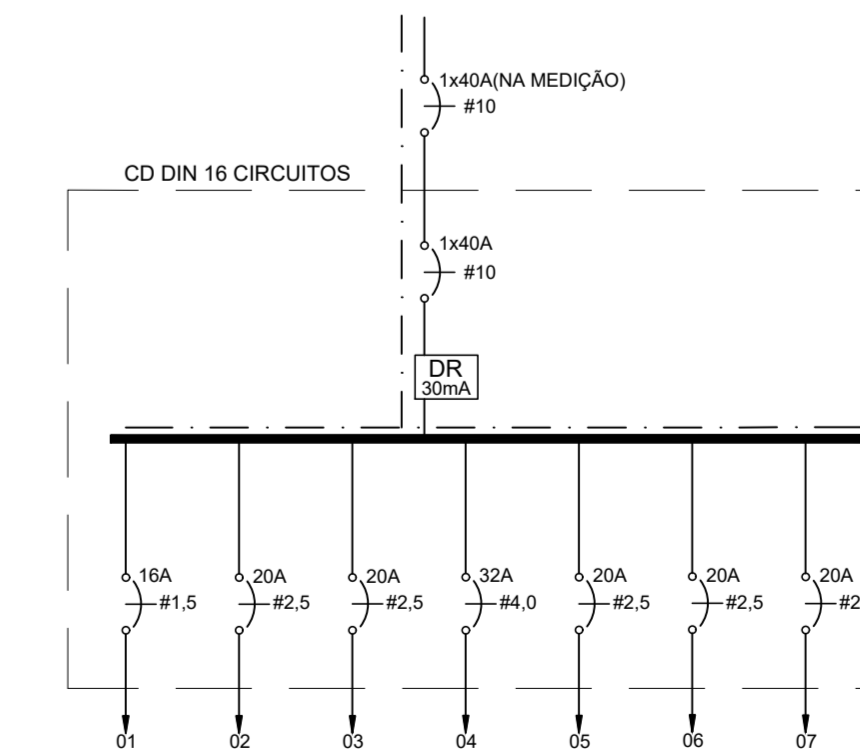 1x40A(NA MEDIÇÃO)
#10
CD DIN 16 CIRCUITOS
1x40A
#10
DR
30mA
16A
20A
20A
32A
20A
20A
20A
#1,5
#2,5
#2,5
#4,0
#2,5
#2,5
#2
01
02
03
04
05
06
07